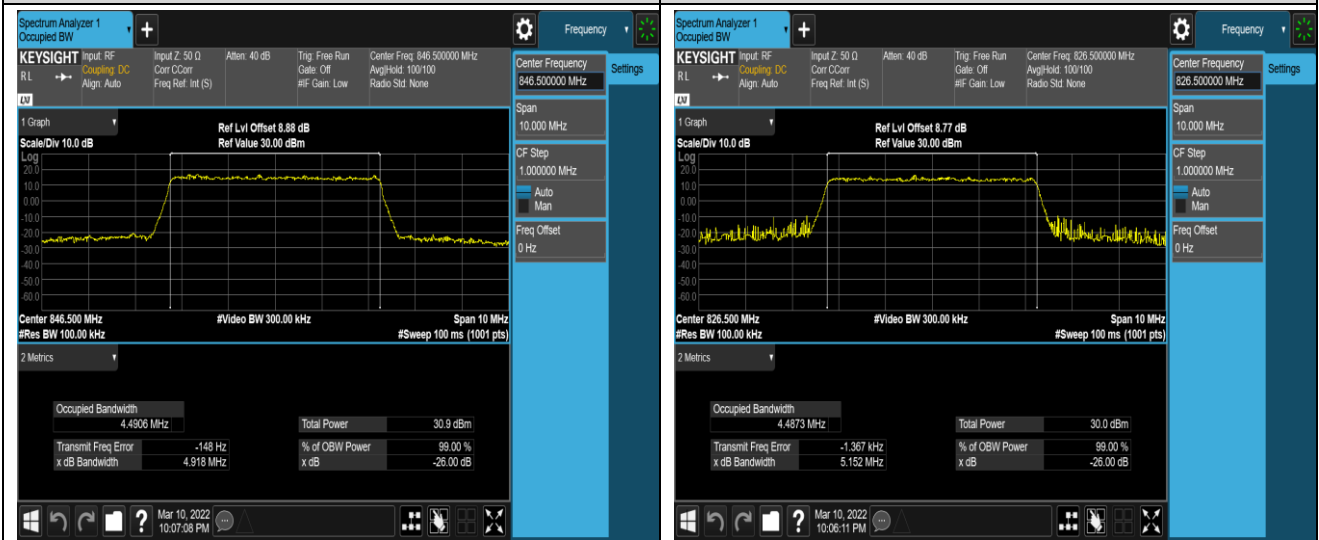 Spectrum Analyzer 1
Occupied BW
+
Frequency
KEYSIGHT
Input: RF
Coupling: DC
Align: Auto
Input Z: 50 Ω
Corr CCorr
Freq Ref: Int (S)
Atten: 40 dB
Trig: Free Run
Gate: Off
#IF Gain: Low
Center Freq: 846.500000 MHz
Avg|Hold: 100/100
Radio Std: None
R L
LXI
Center Frequency
846.500000 MHz
Settings
Span
10.000 MHz
CF Step
1.000000 MHz
Auto
Man
Freq Offset
0 Hz
1 Graph
Scale/Div 10.0 dB
Ref Lvl Offset 8.88 dB
Ref Value 30.00 dBm
Log
20.0
10.0
0.00
-10.0
-20.0
-30.0
-40.0
-50.0
-60.0
Center 846.500 MHz
#Video BW 300.00 kHz
Span 10 MHz
#Res BW 100.00 kHz
#Sweep 100 ms (1001 pts)
2 Metrics
Occupied Bandwidth
4.4906 MHz
Total Power 30.9 dBm
Transmit Freq Error -148 Hz
% of OBW Power 99.00 %
x dB Bandwidth 4.918 MHz
x dB -26.00 dB
?
Mar 10, 2022
10:07:08 PM
Spectrum Analyzer 1
Occupied BW
+
Frequency
KEYSIGHT
Input: RF
Coupling: DC
Align: Auto
Input Z: 50 Ω
Corr CCorr
Freq Ref: Int (S)
Atten: 40 dB
Trig: Free Run
Gate: Off
#IF Gain: Low
Center Freq: 826.500000 MHz
Avg|Hold: 100/100
Radio Std: None
R L
LXI
Center Frequency
826.500000 MHz
Settings
Span
10.000 MHz
CF Step
1.000000 MHz
Auto
Man
Freq Offset
0 Hz
1 Graph
Scale/Div 10.0 dB
Ref Lvl Offset 8.77 dB
Ref Value 30.00 dBm
Log
20.0
10.0
0.00
-10.0
-20.0
-30.0
-40.0
-50.0
-60.0
Center 826.500 MHz
#Video BW 300.00 kHz
Span 10 MHz
#Res BW 100.00 kHz
#Sweep 100 ms (1001 pts)
2 Metrics
Occupied Bandwidth
4.4873 MHz
Total Power 30.0 dBm
Transmit Freq Error -1.367 kHz
% of OBW Power 99.00 %
x dB Bandwidth 5.152 MHz
x dB -26.00 dB
?
Mar 10, 2022
10:06:11 PM